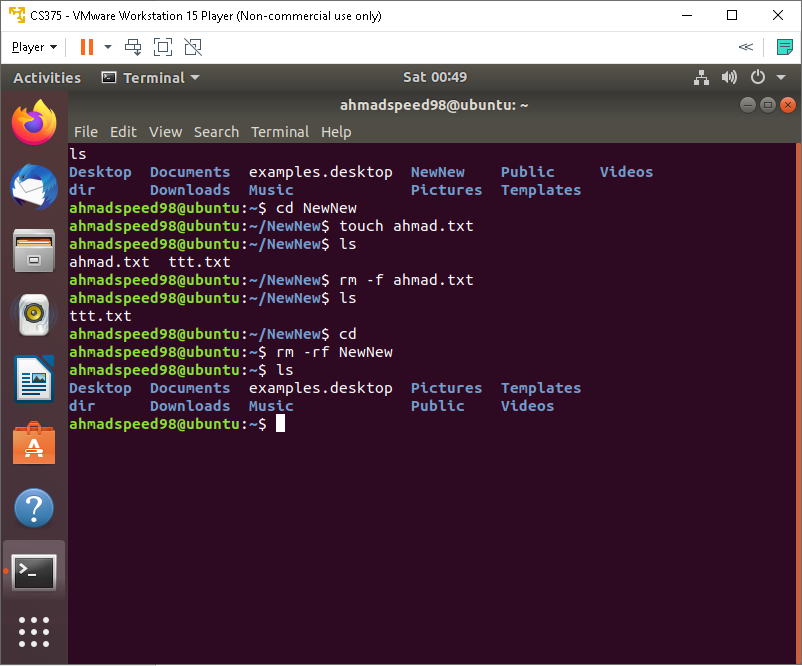 CS375 - VMware Workstation 15 Player (Non-commercial use only)
Player
Activities Terminal Sat 00:49
ahmadspeed98@ubuntu: ~
File Edit View Search Terminal Help
ls
Desktop Documents examples.desktop NewNew Public Videos
dir Downloads Music Pictures Templates
ahmadspeed98@ubuntu:~$ cd NewNew
ahmadspeed98@ubuntu:~/NewNew$ touch ahmad.txt
ahmadspeed98@ubuntu:~/NewNew$ ls
ahmad.txt ttt.txt
ahmadspeed98@ubuntu:~/NewNew$ rm -f ahmad.txt
ahmadspeed98@ubuntu:~/NewNew$ ls
ttt.txt
ahmadspeed98@ubuntu:~/NewNew$ cd
ahmadspeed98@ubuntu:~$ rm -rf NewNew
ahmadspeed98@ubuntu:~$ ls
Desktop Documents examples.desktop Pictures Templates
dir Downloads Music Public Videos
ahmadspeed98@ubuntu:~$